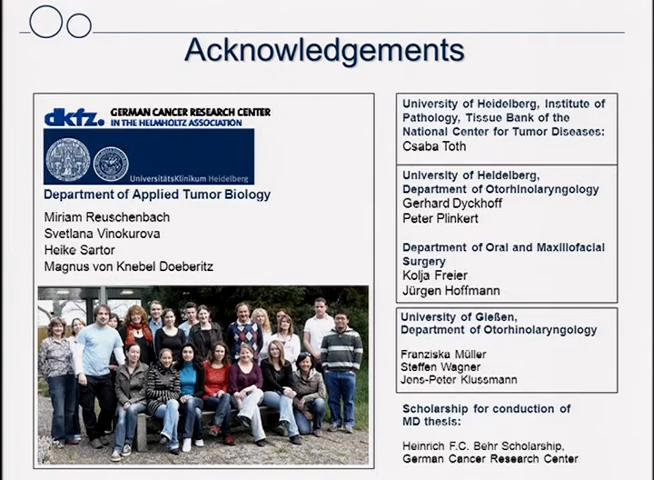 Acknowledgements
dkfz. GERMAN CANCER RESEARCH CENTER
IN THE HELMHOLTZ ASSOCIATION
UniversitätsKlinikum Heidelberg
Department of Applied Tumor Biology
Miriam Reuschenbach
Svetlana Vinokurova
Heike Sartor
Magnus von Knebel Doeberitz
University of Heidelberg, Institute of
Pathology, Tissue Bank of the
National Center for Tumor Diseases:
Csaba Toth
University of Heidelberg,
Department of Otorhinolaryngology
Gerhard Dyckhoff
Peter Plinkert
Department of Oral and Maxillofacial
Surgery
Kolja Freier
Jürgen Hoffmann
University of Gießen,
Department of Otorhinolaryngology
Franziska Müller
Steffen Wagner
Jens-Peter Klussmann
Scholarship for conduction of
MD thesis:
Heinrich F.C. Behr Scholarship,
German Cancer Research Center